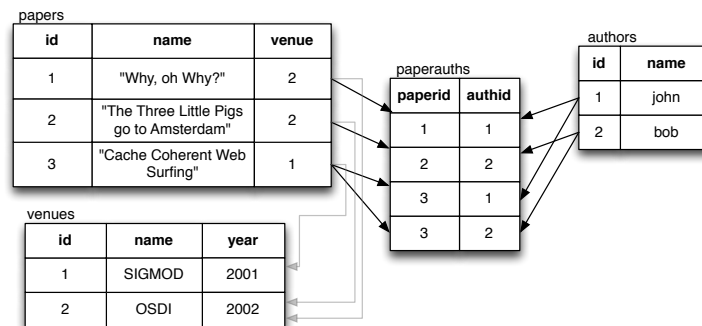 papers
id name venue
1 "Why, oh Why?" 2
2 "The Three Little Pigs
go to Amsterdam" 2
3 "Cache Coherent Web
Surfing" 1
paperauths
paperid authid
1 1
2 2
3 1
3 2
authors
id name
1 john
2 bob
venues
id name year
1 SIGMOD 2001
2 OSDI 2002